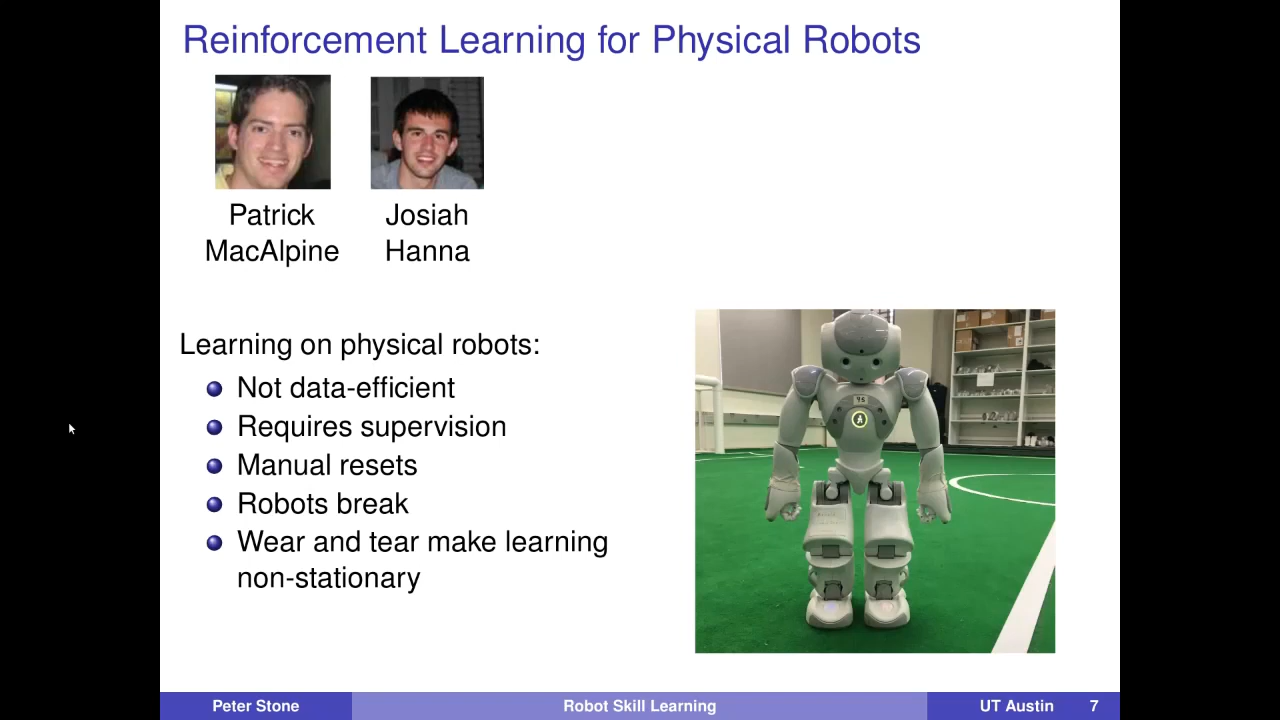 Reinforcement Learning for Physical Robots
Patrick
MacAlpine
Josiah
Hanna
Learning on physical robots:
Not data-efficient
Requires supervision
Manual resets
Robots break
Wear and tear make learning
non-stationary
Peter Stone
Robot Skill Learning
UT Austin
7